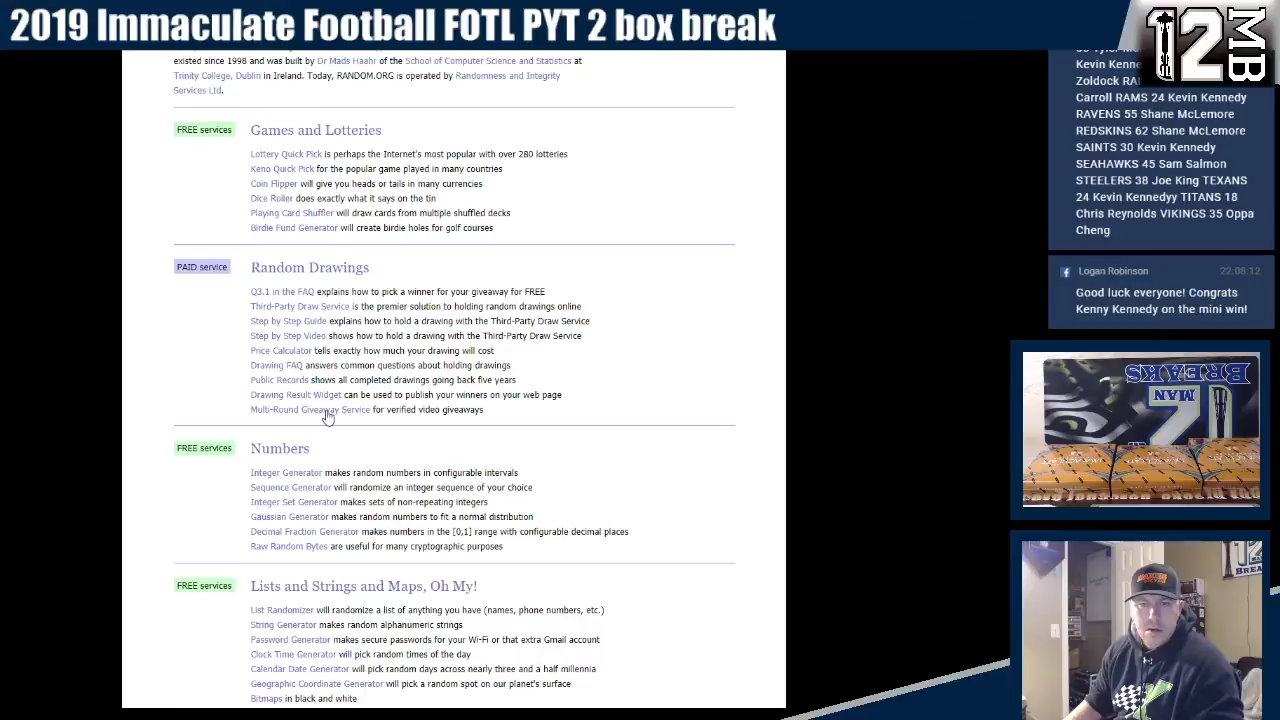 2019 Immaculate Football FOTL PYT 2 box break
12
MB
existed since 1998 and was built by Dr Mads Haahr of the School of Computer Science and Statistics at
Trinity College, Dublin in Ireland. Today, RANDOM.ORG is operated by Randomness and Integrity
Services Ltd.
FREE services
Games and Lotteries
Lottery Quick Pick is perhaps the Internet's most popular with over 280 lotteries
Keno Quick Pick for the popular game played in many countries
Coin Flipper will give you heads or tails in many currencies
Dice Roller does exactly what it says on the tin
Playing Card Shuffler will draw cards from multiple shuffled decks
Birdie Fund Generator will create birdie holes for golf courses
PAID service
Random Drawings
Q3.1 in the FAQ explains how to pick a winner for your giveaway for FREE
Third-Party Draw Service is the premier solution to holding random drawings online
Step by Step Guide explains how to hold a drawing with the Third-Party Draw Service
Step by Step Video shows how to hold a drawing with the Third-Party Draw Service
Price Calculator tells exactly how much your drawing will cost
Drawing FAQ answers common questions about holding drawings
Public Records shows all completed drawings going back five years
Drawing Result Widget can be used to publish your winners on your web page
Multi-Round Giveaway Service for verified video giveaways
FREE services
Numbers
Integer Generator makes random numbers in configurable intervals
Sequence Generator will randomize an integer sequence of your choice
Integer Set Generator makes sets of non-repeating integers
Gaussian Generator makes random numbers to fit a normal distribution
Decimal Fraction Generator makes numbers in the [0,1] range with configurable decimal places
Raw Random Bytes are useful for many cryptographic purposes
FREE services
Lists and Strings and Maps, Oh My!
List Randomizer will randomize a list of anything you have (names, phone numbers, etc.)
String Generator makes random alphanumeric strings
Password Generator makes secure passwords for your Wi-Fi or that extra Gmail account
Clock Time Generator will pick random times of the day
Calendar Date Generator will pick random days across nearly three and a half millennia
Geographic Coordinate Generator will pick a random spot on our planet's surface
Bitmaps in black and white
Kevin Kenne
Zoldock RA
Carroll RAMS 24 Kevin Kennedy
RAVENS 55 Shane McLemore
REDSKINS 62 Shane McLemore
SAINTS 30 Kevin Kennedy
SEAHAWKS 45 Sam Salmon
STEELERS 38 Joe King TEXANS
24 Kevin Kennedyy TITANS 18
Chris Reynolds VIKINGS 35 Oppa
Cheng
Logan Robinson 22:08:12
Good luck everyone! Congrats
Kenny Kennedy on the mini win!
BREAKS
MAN
12
BREA